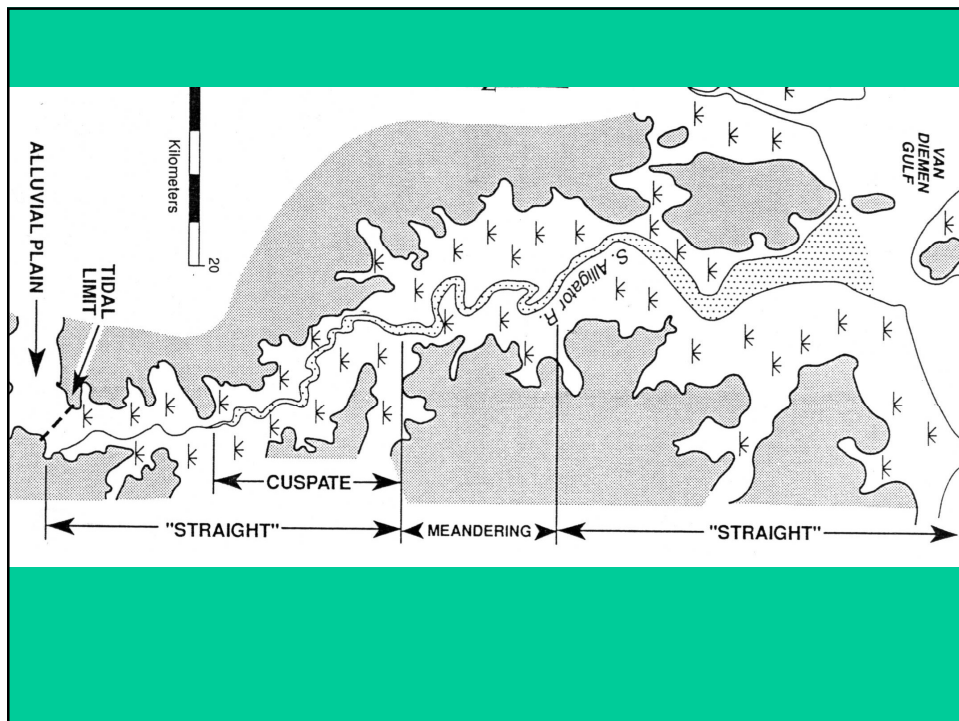 VAN
DIEMEN
GULF
Kilometers
20
ALLUVIAL PLAIN
TIDAL
LIMIT
S. Alligator R.
CUSPATE
"STRAIGHT"
MEANDERING
"STRAIGHT"